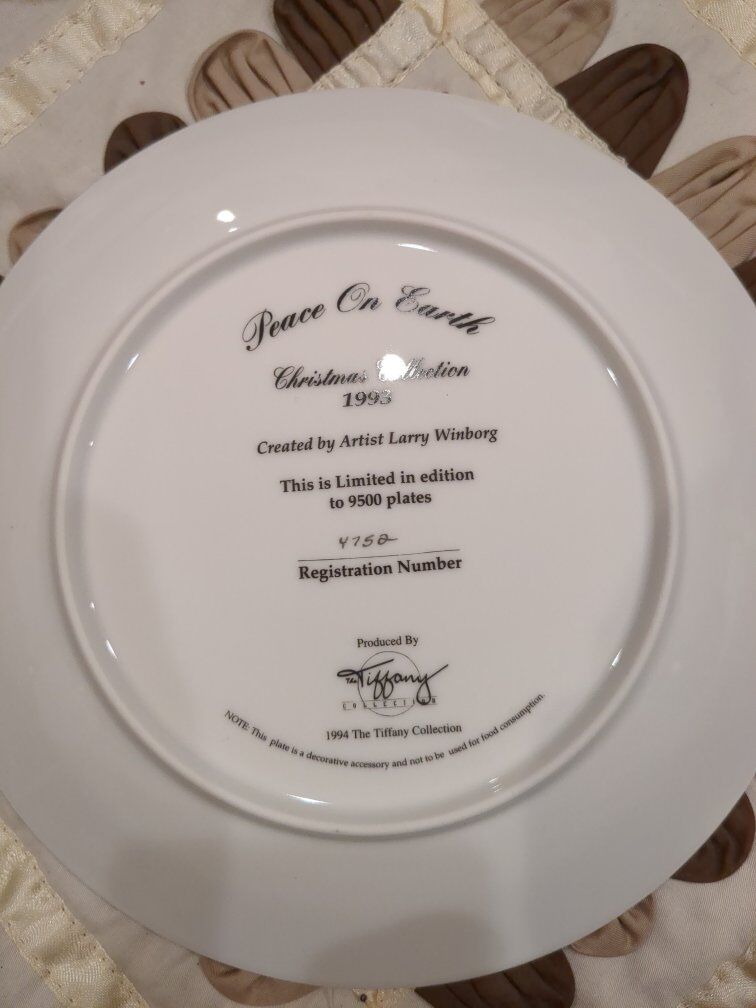 Peace On Earth
Christmas Collection
1993
Created by Artist Larry Winborg
This is Limited in edition
to 9500 plates
4752
Registration Number
Produced By
The Tiffany
COLLECTION
1994 The Tiffany Collection
NOTE: This plate is a decorative accessory and not to be used for food consumption.